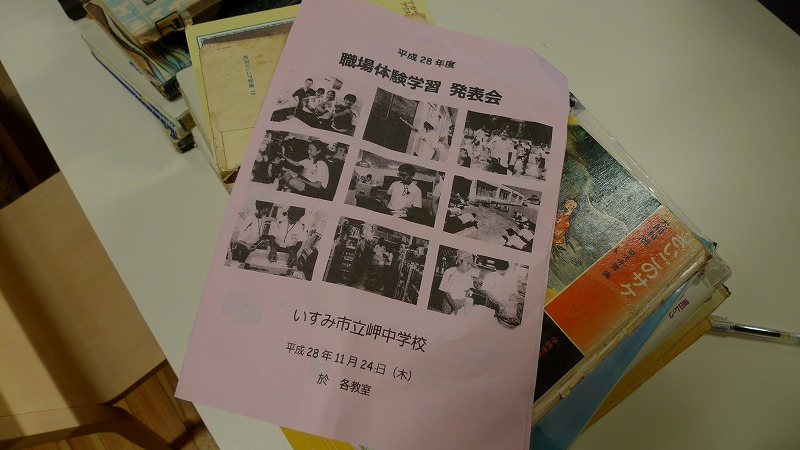 平成28年度
職場体験学習 発表会
いすみ市立岬中学校
平成28年11月24日(木)
於 各教室